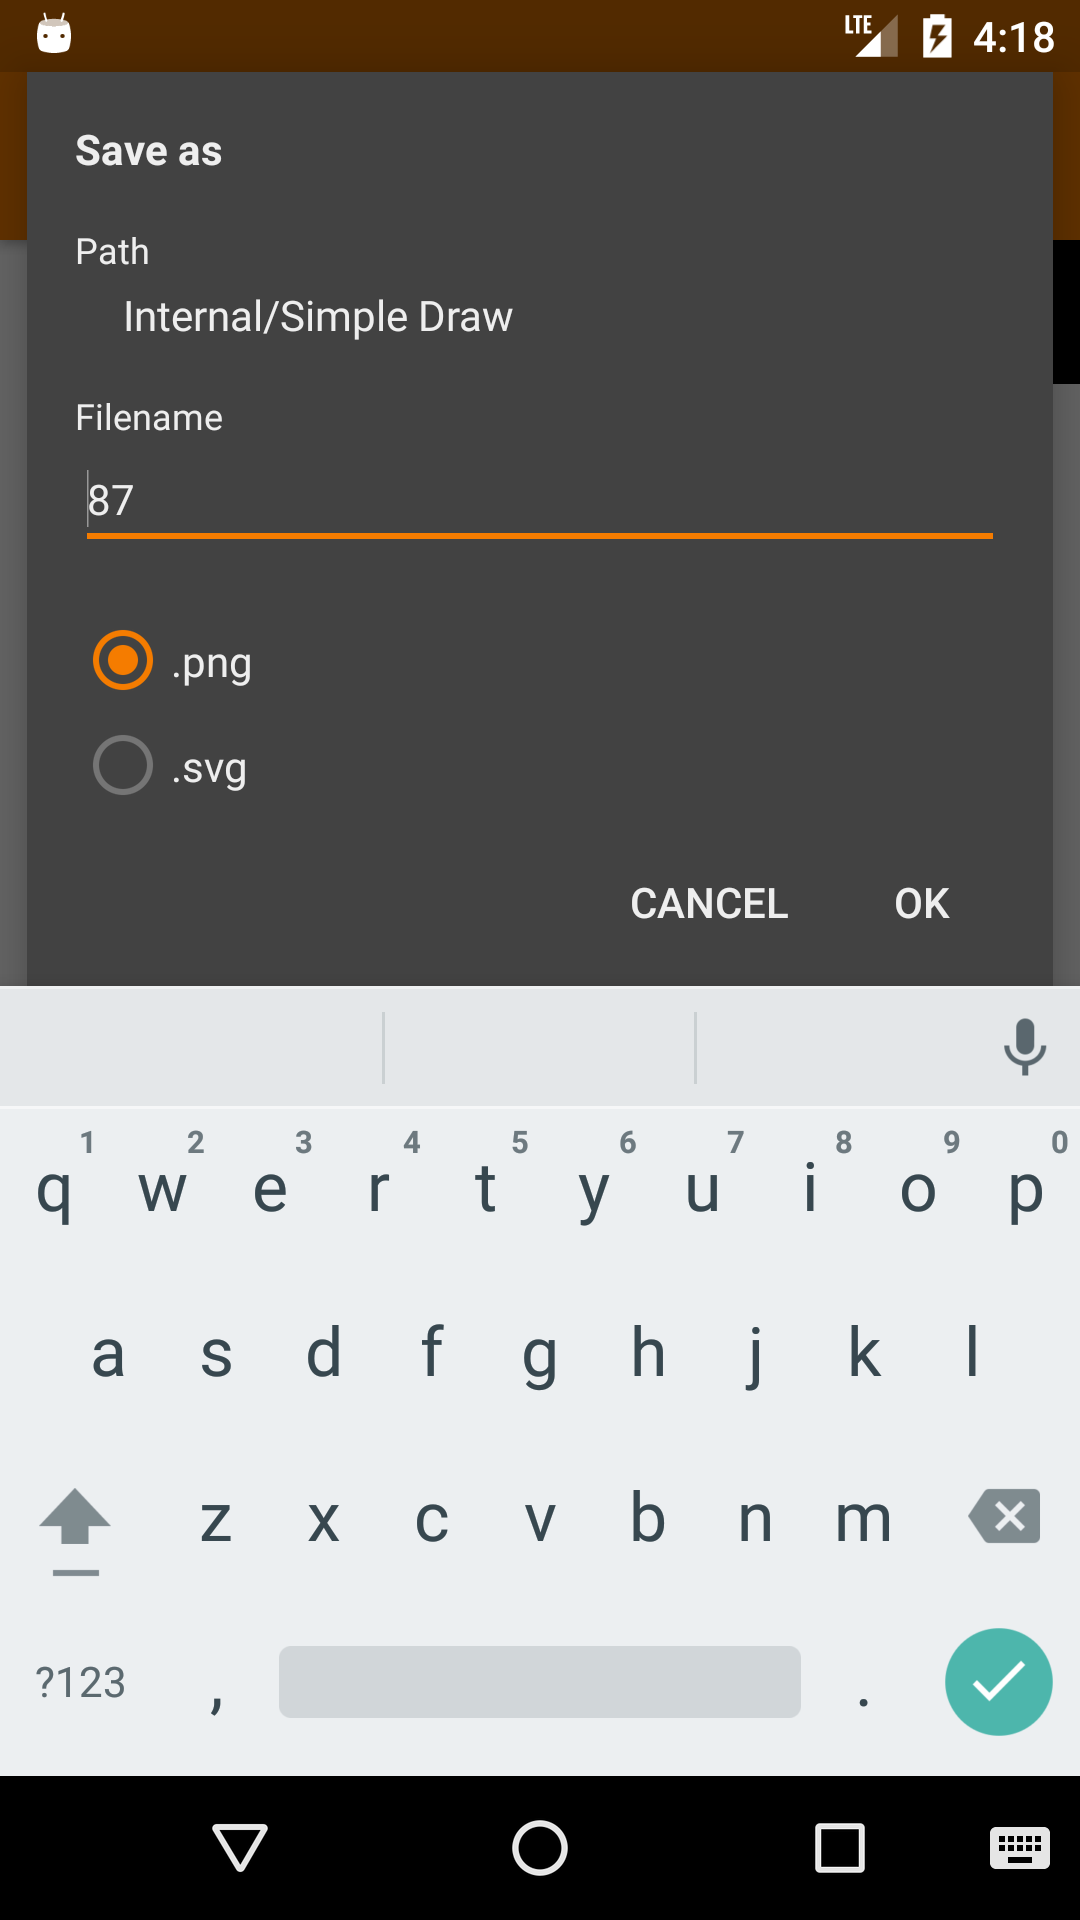 LTE 4:18
Save as
Path
Internal/Simple Draw
Filename
87
.png
.svg
CANCEL OK
1 2 3 4 5 6 7 8 9 0
q w e r t y u i o p
a s d f g h j k l
z x c v b n m
?123 , .